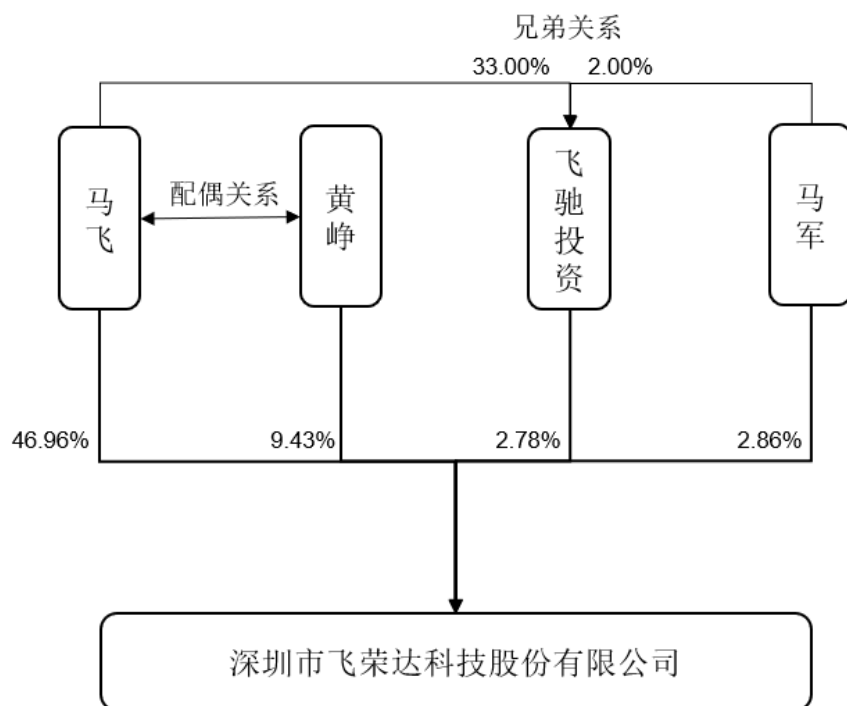 兄弟关系
33.00%
2.00%
马飞
配偶关系
黄峥
飞驰投资
马军
46.96%
9.43%
2.78%
2.86%
深圳市飞荣达科技股份有限公司